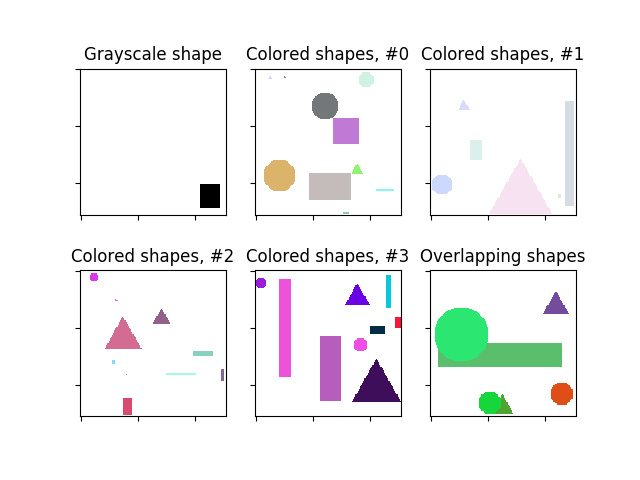 Grayscale shape
Colored shapes, #0
Colored shapes, #1
Colored shapes, #2
Colored shapes, #3
Overlapping shapes